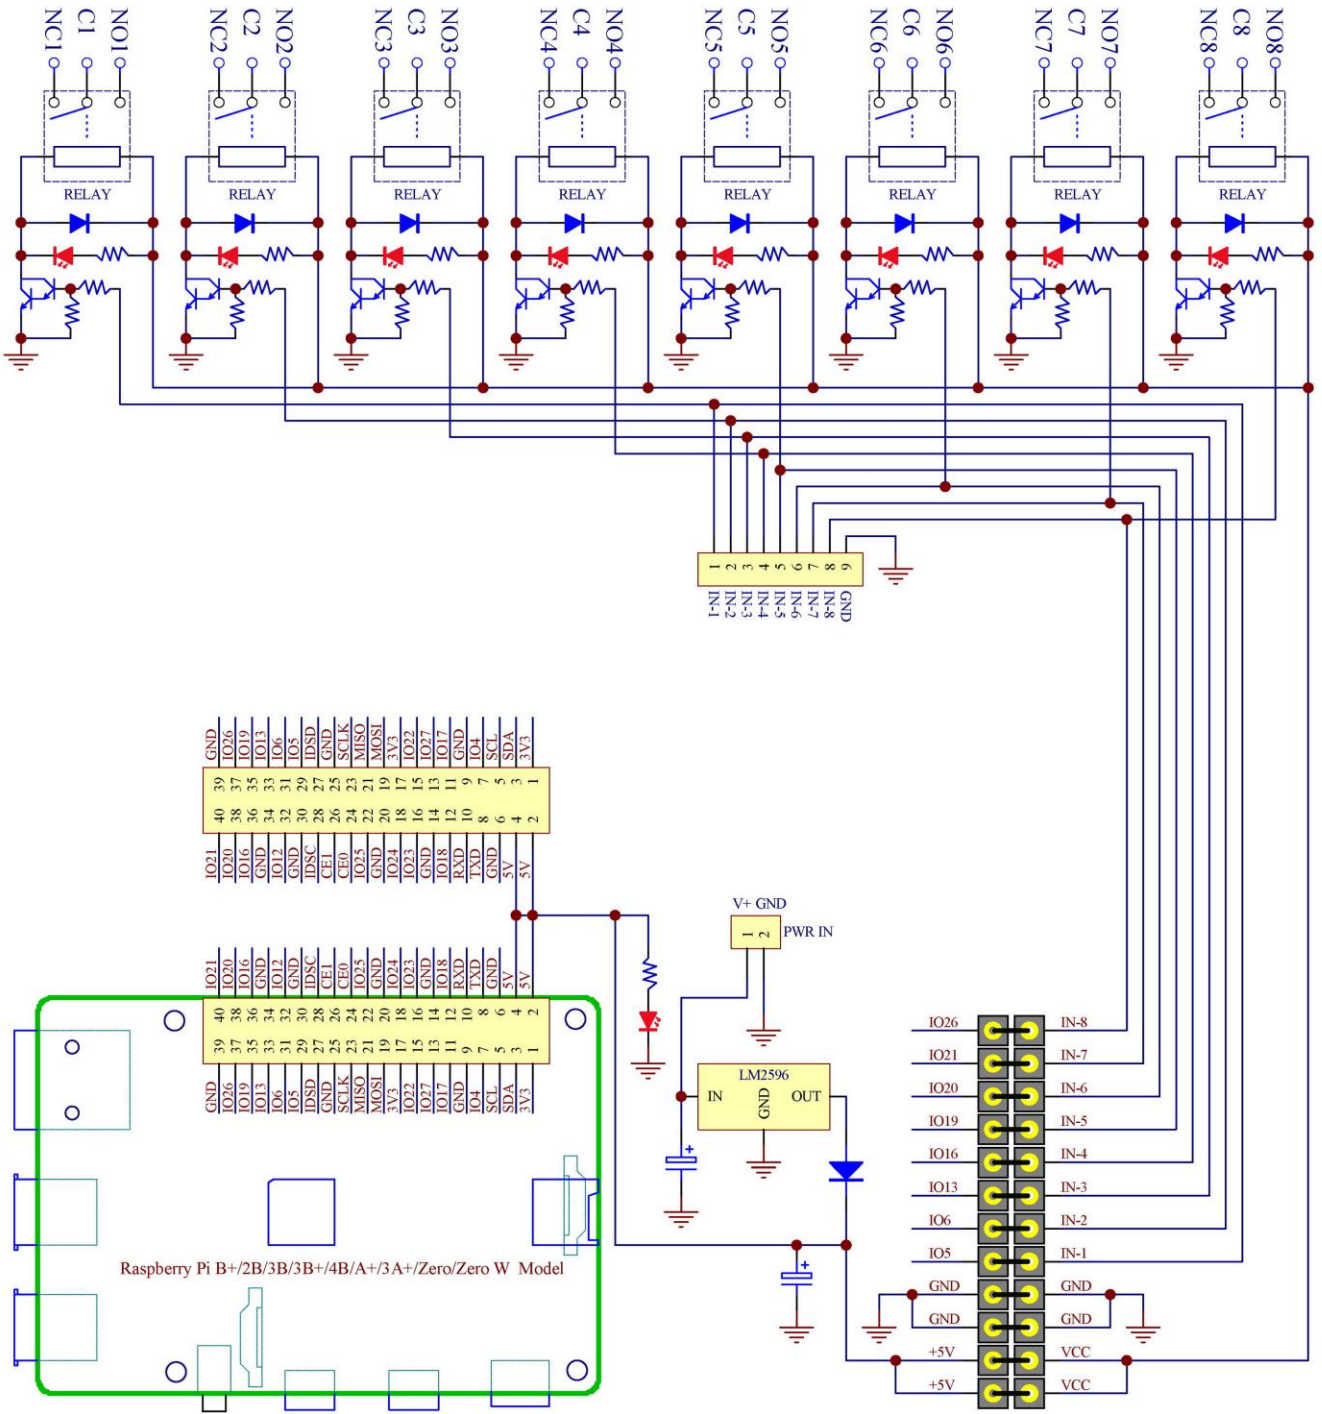 NC1 C1 NO1 NC2 C2 NO2 NC3 C3 NO3 NC4 C4 NO4 NC5 C5 NO5 NC6 C6 NO6 NC7 C7 NO7 NC8 C8 NO8
RELAY RELAY RELAY RELAY RELAY RELAY RELAY RELAY
1 2 3 4 5 6 7 8 9
IN-1 IN-2 IN-3 IN-4 IN-5 IN-6 IN-7 IN-8 GND
GND IO26 IO19 IO13 IO6 IO5 IDSD GND SCLK MISO MOSI 3V3 IO22 IO27 IO17 GND IO4 SCL SDA 3V3
39 37 35 33 31 29 27 25 23 21 19 17 15 13 11 9 7 5 3 1
40 38 36 34 32 30 28 26 24 22 20 18 16 14 12 10 8 6 4 2
IO21 IO20 IO16 GND IO12 GND IDSC CE1 CE0 IO25 GND IO24 IO23 GND IO18 RXD TXD GND 5V 5V
V+ GND
1 2 PWR IN
IO21 IO20 IO16 GND IO12 GND IDSC CE1 CE0 IO25 GND IO24 IO23 GND IO18 RXD TXD GND 5V 5V
40 38 36 34 32 30 28 26 24 22 20 18 16 14 12 10 8 6 4 2
39 37 35 33 31 29 27 25 23 21 19 17 15 13 11 9 7 5 3 1
GND IO26 IO19 IO13 IO6 IO5 IDSD GND SCLK MISO MOSI 3V3 IO22 IO27 IO17 GND IO4 SCL SDA 3V3
LM2596
IN GND OUT
+
+
Raspberry Pi B+/2B/3B/3B+/4B/A+/3A+/Zero/Zero W Model
IO26 IN-8
IO21 IN-7
IO20 IN-6
IO19 IN-5
IO16 IN-4
IO13 IN-3
IO6 IN-2
IO5 IN-1
GND GND
GND GND
+5V VCC
+5V VCC